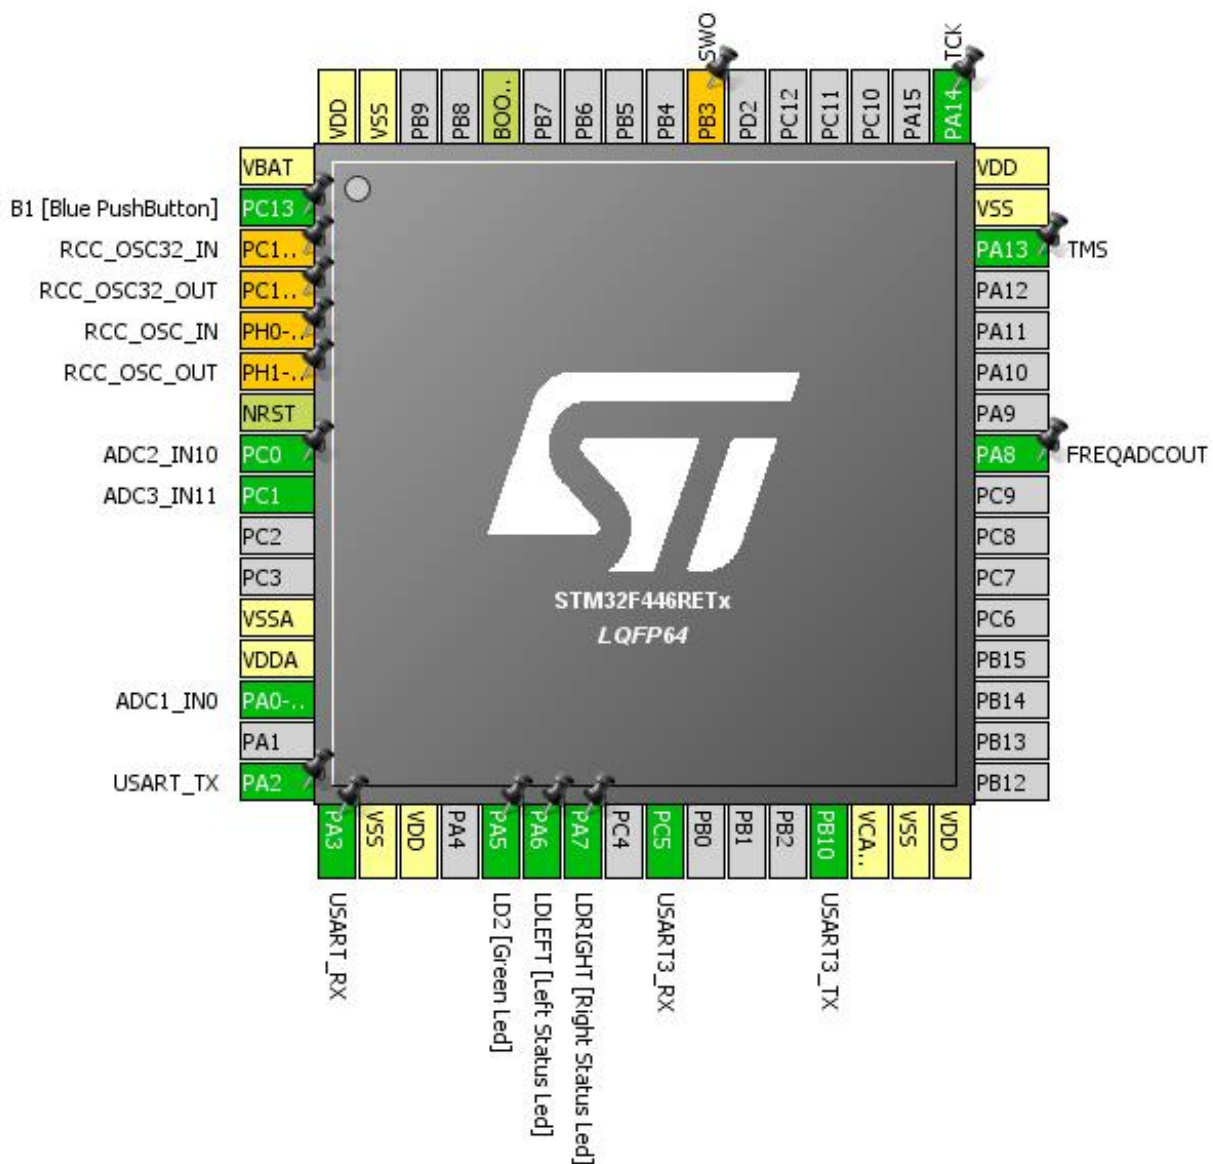 SWO
TCK
VDD
VSS
PB9
PB8
BOO..
PB7
PB6
PB5
PB4
PB3
PD2
PC12
PC11
PC10
PA15
PA14
VBAT
B1 [Blue PushButton] PC13
RCC_OSC32_IN PC1..
RCC_OSC32_OUT PC1..
RCC_OSC_IN PH0-..
RCC_OSC_OUT PH1-..
NRST
ADC2_IN10 PC0
ADC3_IN11 PC1
PC2
PC3
VSSA
VDDA
ADC1_IN0 PA0-..
PA1
USART_TX PA2
ST
STM32F446RETx
LQFP64
VDD
VSS
PA13 TMS
PA12
PA11
PA10
PA9
PA8 FREQADCOUT
PC9
PC8
PC7
PC6
PB15
PB14
PB13
PB12
PA3
VSS
VDD
PA4
PA5
PA6
PA7
PC4
PC5
PB0
PB1
PB2
PB10
VCA..
VSS
VDD
USART_RX
LD2 [Green Led]
LDLEFT [Left Status Led]
LDRIGHT [Right Status Led]
USART3_RX
USART3_TX